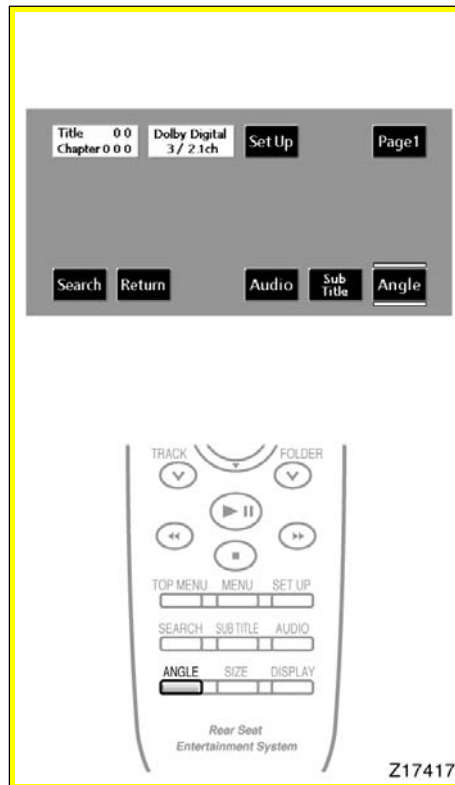 Title 0 0
Chapter 0 0 0
Dolby Digital
3 / 2.1ch
Set Up
Page1
Search
Return
Audio
Sub
Title
Angle
TRACK
FOLDER
TOP MENU
MENU
SET UP
SEARCH
SUB TITLE
AUDIO
ANGLE
SIZE
DISPLAY
Rear Seat
Entertainment System
Z17417